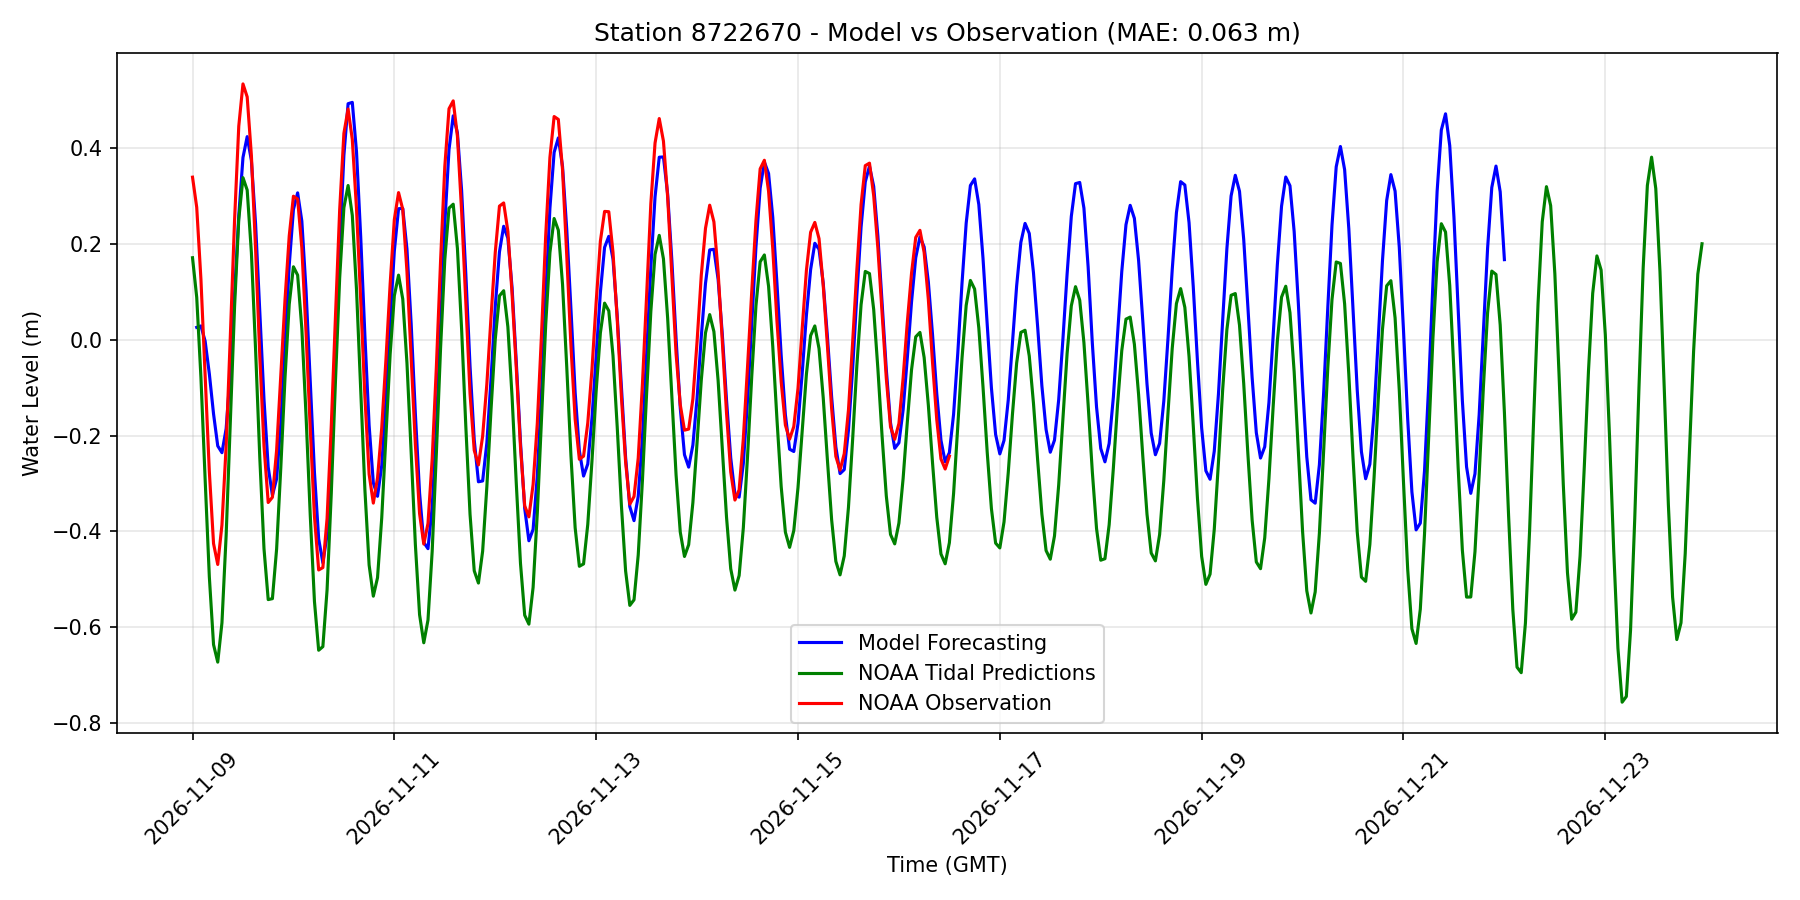 Station 8722670 - Model vs Observation (MAE: 0.063 m)
Water Level (m)
0.4
0.2
0.0
−0.2
−0.4
−0.6
−0.8
Model Forecasting
NOAA Tidal Predictions
NOAA Observation
2026-11-09
2026-11-11
2026-11-13
2026-11-15
2026-11-17
2026-11-19
2026-11-21
2026-11-23
Time (GMT)